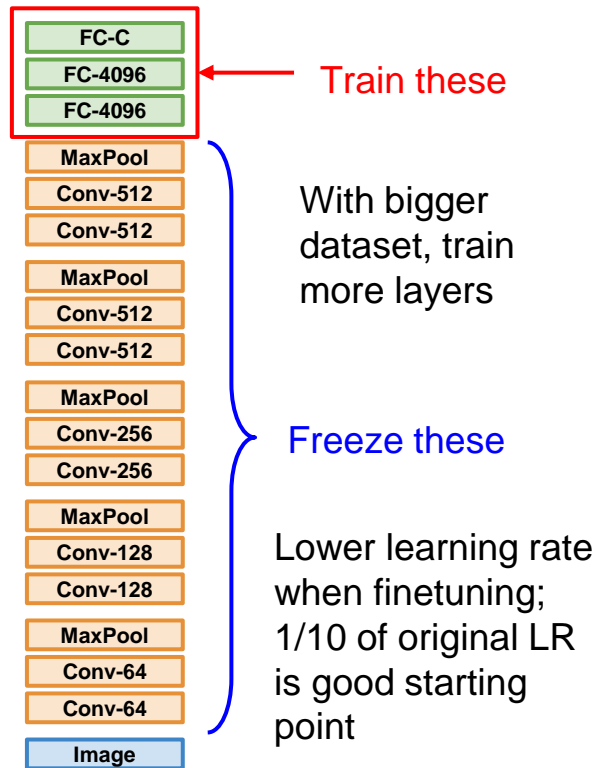 FC-C
FC-4096
FC-4096
Train these
MaxPool
Conv-512
Conv-512
With bigger
dataset, train
more layers
MaxPool
Conv-512
Conv-512
MaxPool
Conv-256
Conv-256
Freeze these
MaxPool
Conv-128
Conv-128
Lower learning rate
when finetuning;
1/10 of original LR
is good starting
point
MaxPool
Conv-64
Conv-64
Image